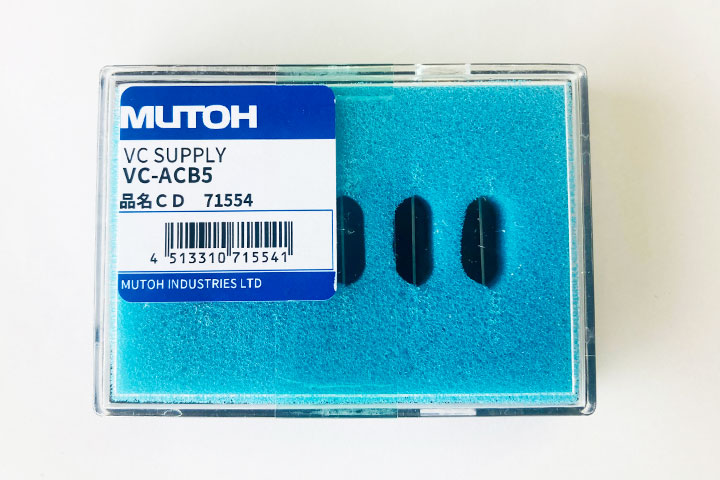 MUTOH
VC SUPPLY
VC-ACB5
品名CD 71554
4 513310 715541
MUTOH INDUSTRIES LTD